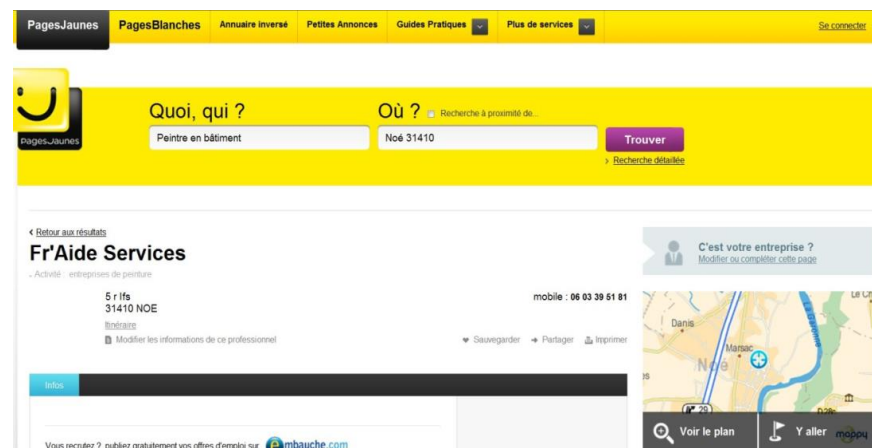 PagesJaunes PagesBlanches Annuaire inversé Petites Annonces Guides Pratiques Plus de services Se connecter
PagesJaunes
Quoi, qui ? Où ? Recherche à proximité de...
Peintre en bâtiment Noé 31410 Trouver
> Recherche détaillée
Retour aux résultats
Fr'Aide Services
Activité : entreprises de peinture
C'est votre entreprise ?
Modifier ou compléter cette page
5 r Ifs mobile : 06 03 39 51 81
31410 NOE
Itinéraire
Modifier les informations de ce professionnel Sauvegarder Partager Imprimer
Infos
Vous recrutez ? publiez gratuitement vos offres d'emploi sur embauche.com
Danis
Marsac
Noé
La Garonne
29
Voir le plan Y aller mappy